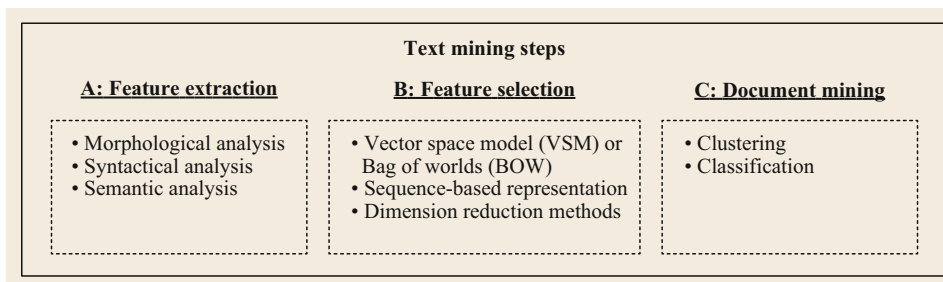 Text mining steps
A: Feature extraction
• Morphological analysis
• Syntactical analysis
• Semantic analysis
B: Feature selection
• Vector space model (VSM) or
Bag of worlds (BOW)
• Sequence-based representation
• Dimension reduction methods
C: Document mining
• Clustering
• Classification